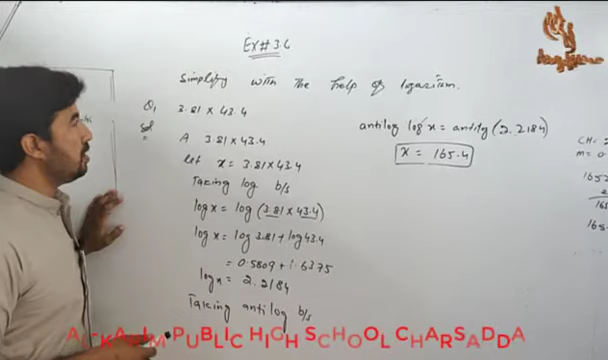 Ex# 3.6
Simplify with the help of logarithm.
Q1 3.81 x 43.4
Sol A 3.81 x 43.4
let x = 3.81 x 43.4
Taking log b/s
log x = log (3.81 x 43.4)
log x = log 3.81 + log 43.4
= 0.5809 + 1.6375
log x = 2.2184
Taking antilog b/s
antilog log x = antilog (2.2184)
x = 165.4
CH =
m = 0
PUBLIC HIGH SCHOOL CHARSADDA